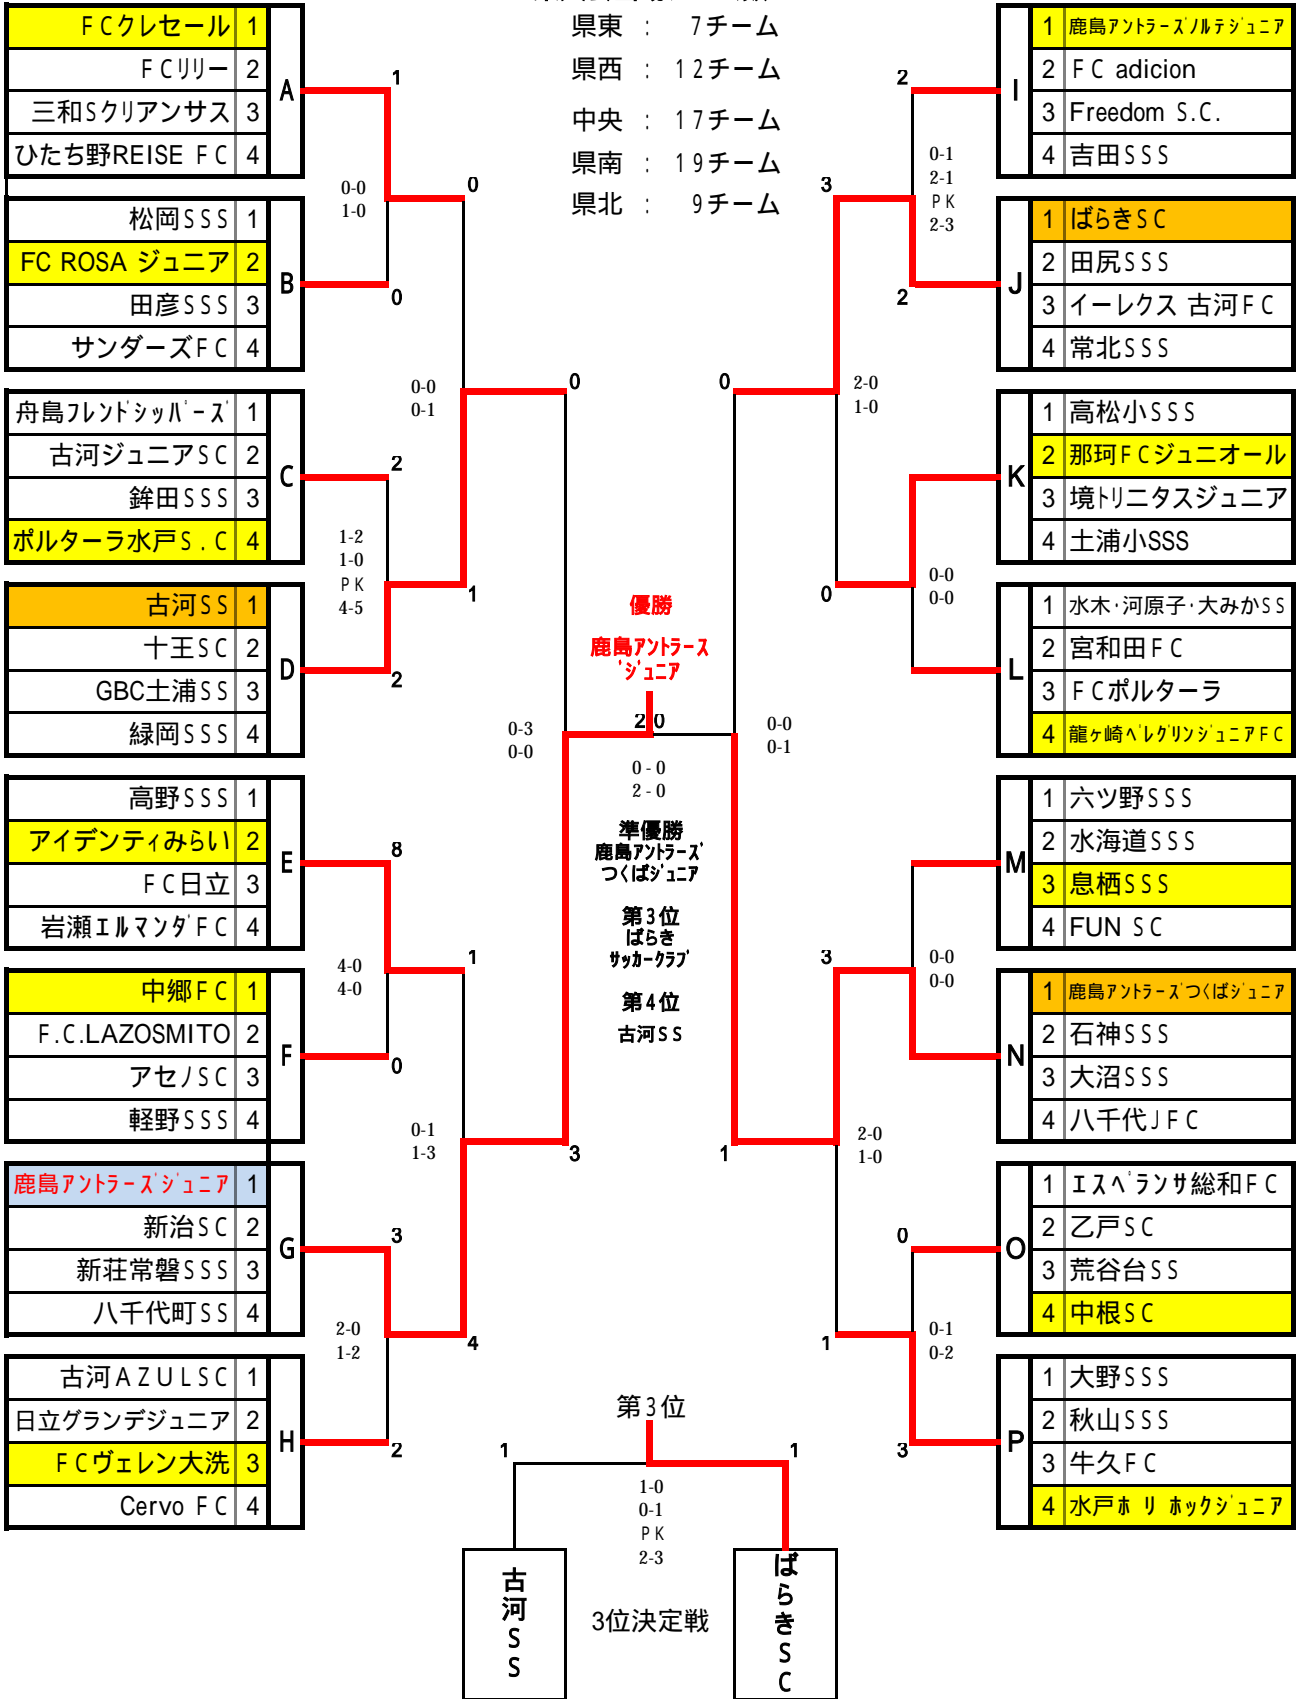 県東 : 7チーム
県西 : 12チーム
中央 : 17チーム
県南 : 19チーム
県北 : 9チーム
FCクレセール 1
FCリリー 2
三和Sクリアンサス 3
ひたち野REISE FC 4
A
松岡SSS 1
FC ROSA ジュニア 2
田彦SSS 3
サンダーズFC 4
B
舟島フレンドシッパーズ 1
古河ジュニアSC 2
鉾田SSS 3
ポルターラ水戸S.C 4
C
古河SS 1
十王SC 2
GBC土浦SS 3
緑岡SSS 4
D
高野SSS 1
アイデンティみらい 2
FC日立 3
岩瀬エルマンダFC 4
E
中郷FC 1
F.C.LAZOSMITO 2
アセノSC 3
軽野SSS 4
F
鹿島アントラーズジュニア 1
新治SC 2
新荘常磐SSS 3
八千代町SS 4
G
古河AZULSC 1
日立グランデジュニア 2
FCヴェレン大洗 3
Cervo FC 4
H
1
0-0
1-0
0
0
0-0
0-1
2
1-2
1-0
PK
4-5
2
1
0
0-3
0-0
8
4-0
4-0
0
1
0-1
1-3
3
3
2-0
1-2
2
4
優勝
鹿島アントラーズ
ジュニア
2 0
0-0
2-0
準優勝
鹿島アントラーズ
つくばジュニア
第3位
ばらき
サッカークラブ
第4位
古河SS
2
0-1
2-1
PK
2-3
2
3
0
2-0
1-0
0
0-0
0-0
0-0
0-1
0-0
0-0
3
2-0
1-0
1
0
0-1
0-2
3
1
I
1 鹿島アントラーズノルテジュニア
2 FC adicion
3 Freedom S.C.
4 吉田SSS
J
1 ばらきSC
2 田尻SSS
3 イーレクス 古河FC
4 常北SSS
K
1 高松小SSS
2 那珂FCジュニオール
3 境トリニタスジュニア
4 土浦小SSS
L
1 水木・河原子・大みかSS
2 宮和田FC
3 FCポルターラ
4 龍ヶ崎ペレグリンジュニアFC
M
1 六ツ野SSS
2 水海道SSS
3 息栖SSS
4 FUN SC
N
1 鹿島アントラーズつくばジュニア
2 石神SSS
3 大沼SSS
4 八千代JFC
O
1 エスペランサ総和FC
2 乙戸SC
3 荒谷台SS
4 中根SC
P
1 大野SSS
2 秋山SSS
3 牛久FC
4 水戸ホリホックジュニア
第3位
1 1
1-0
0-1
PK
2-3
古河SS
3位決定戦
ばらきSC